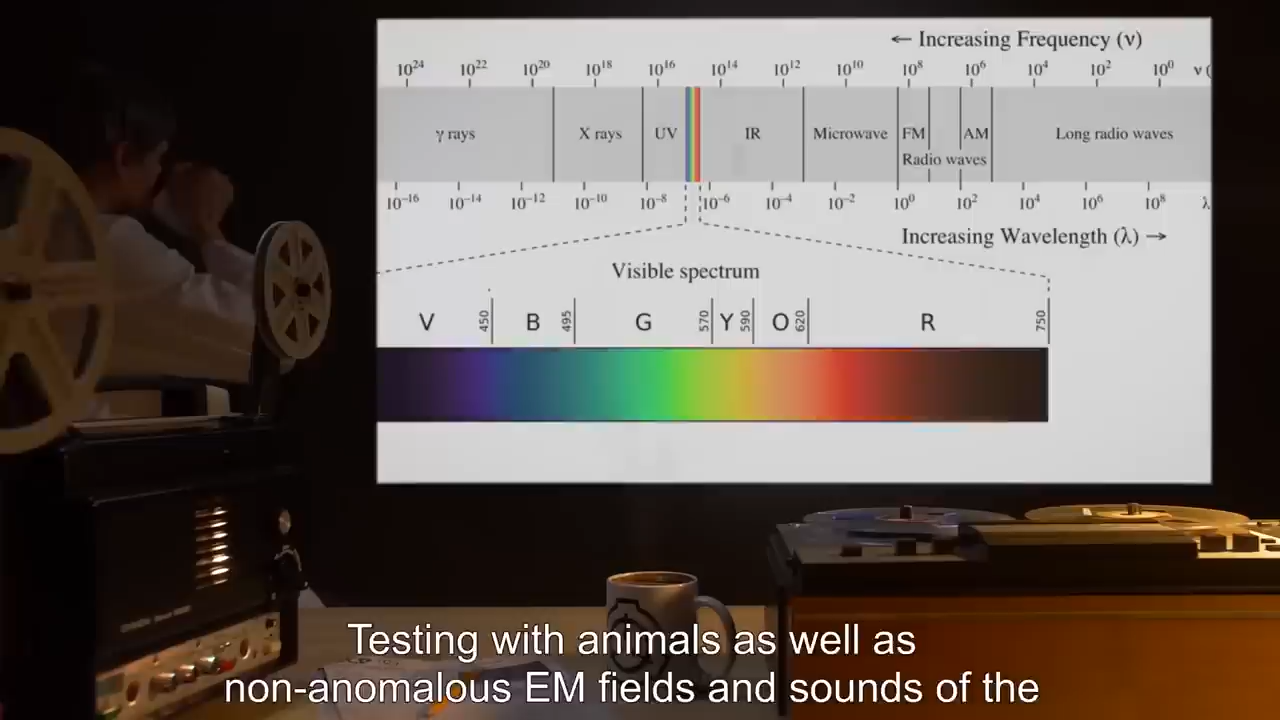 ← Increasing Frequency (ν)
10²⁴ 10²² 10²⁰ 10¹⁸ 10¹⁶ 10¹⁴ 10¹² 10¹⁰ 10⁸ 10⁶ 10⁴ 10² 10⁰ ν (
γ rays X rays UV IR Microwave FM AM Long radio waves
Radio waves
10⁻¹⁶ 10⁻¹⁴ 10⁻¹² 10⁻¹⁰ 10⁻⁸ 10⁻⁶ 10⁻⁴ 10⁻² 10⁰ 10² 10⁴ 10⁶ 10⁸ λ
Increasing Wavelength (λ) →
Visible spectrum
V 450 B 495 G 570 Y 590 O 620 R 750
Testing with animals as well as
non-anomalous EM fields and sounds of the